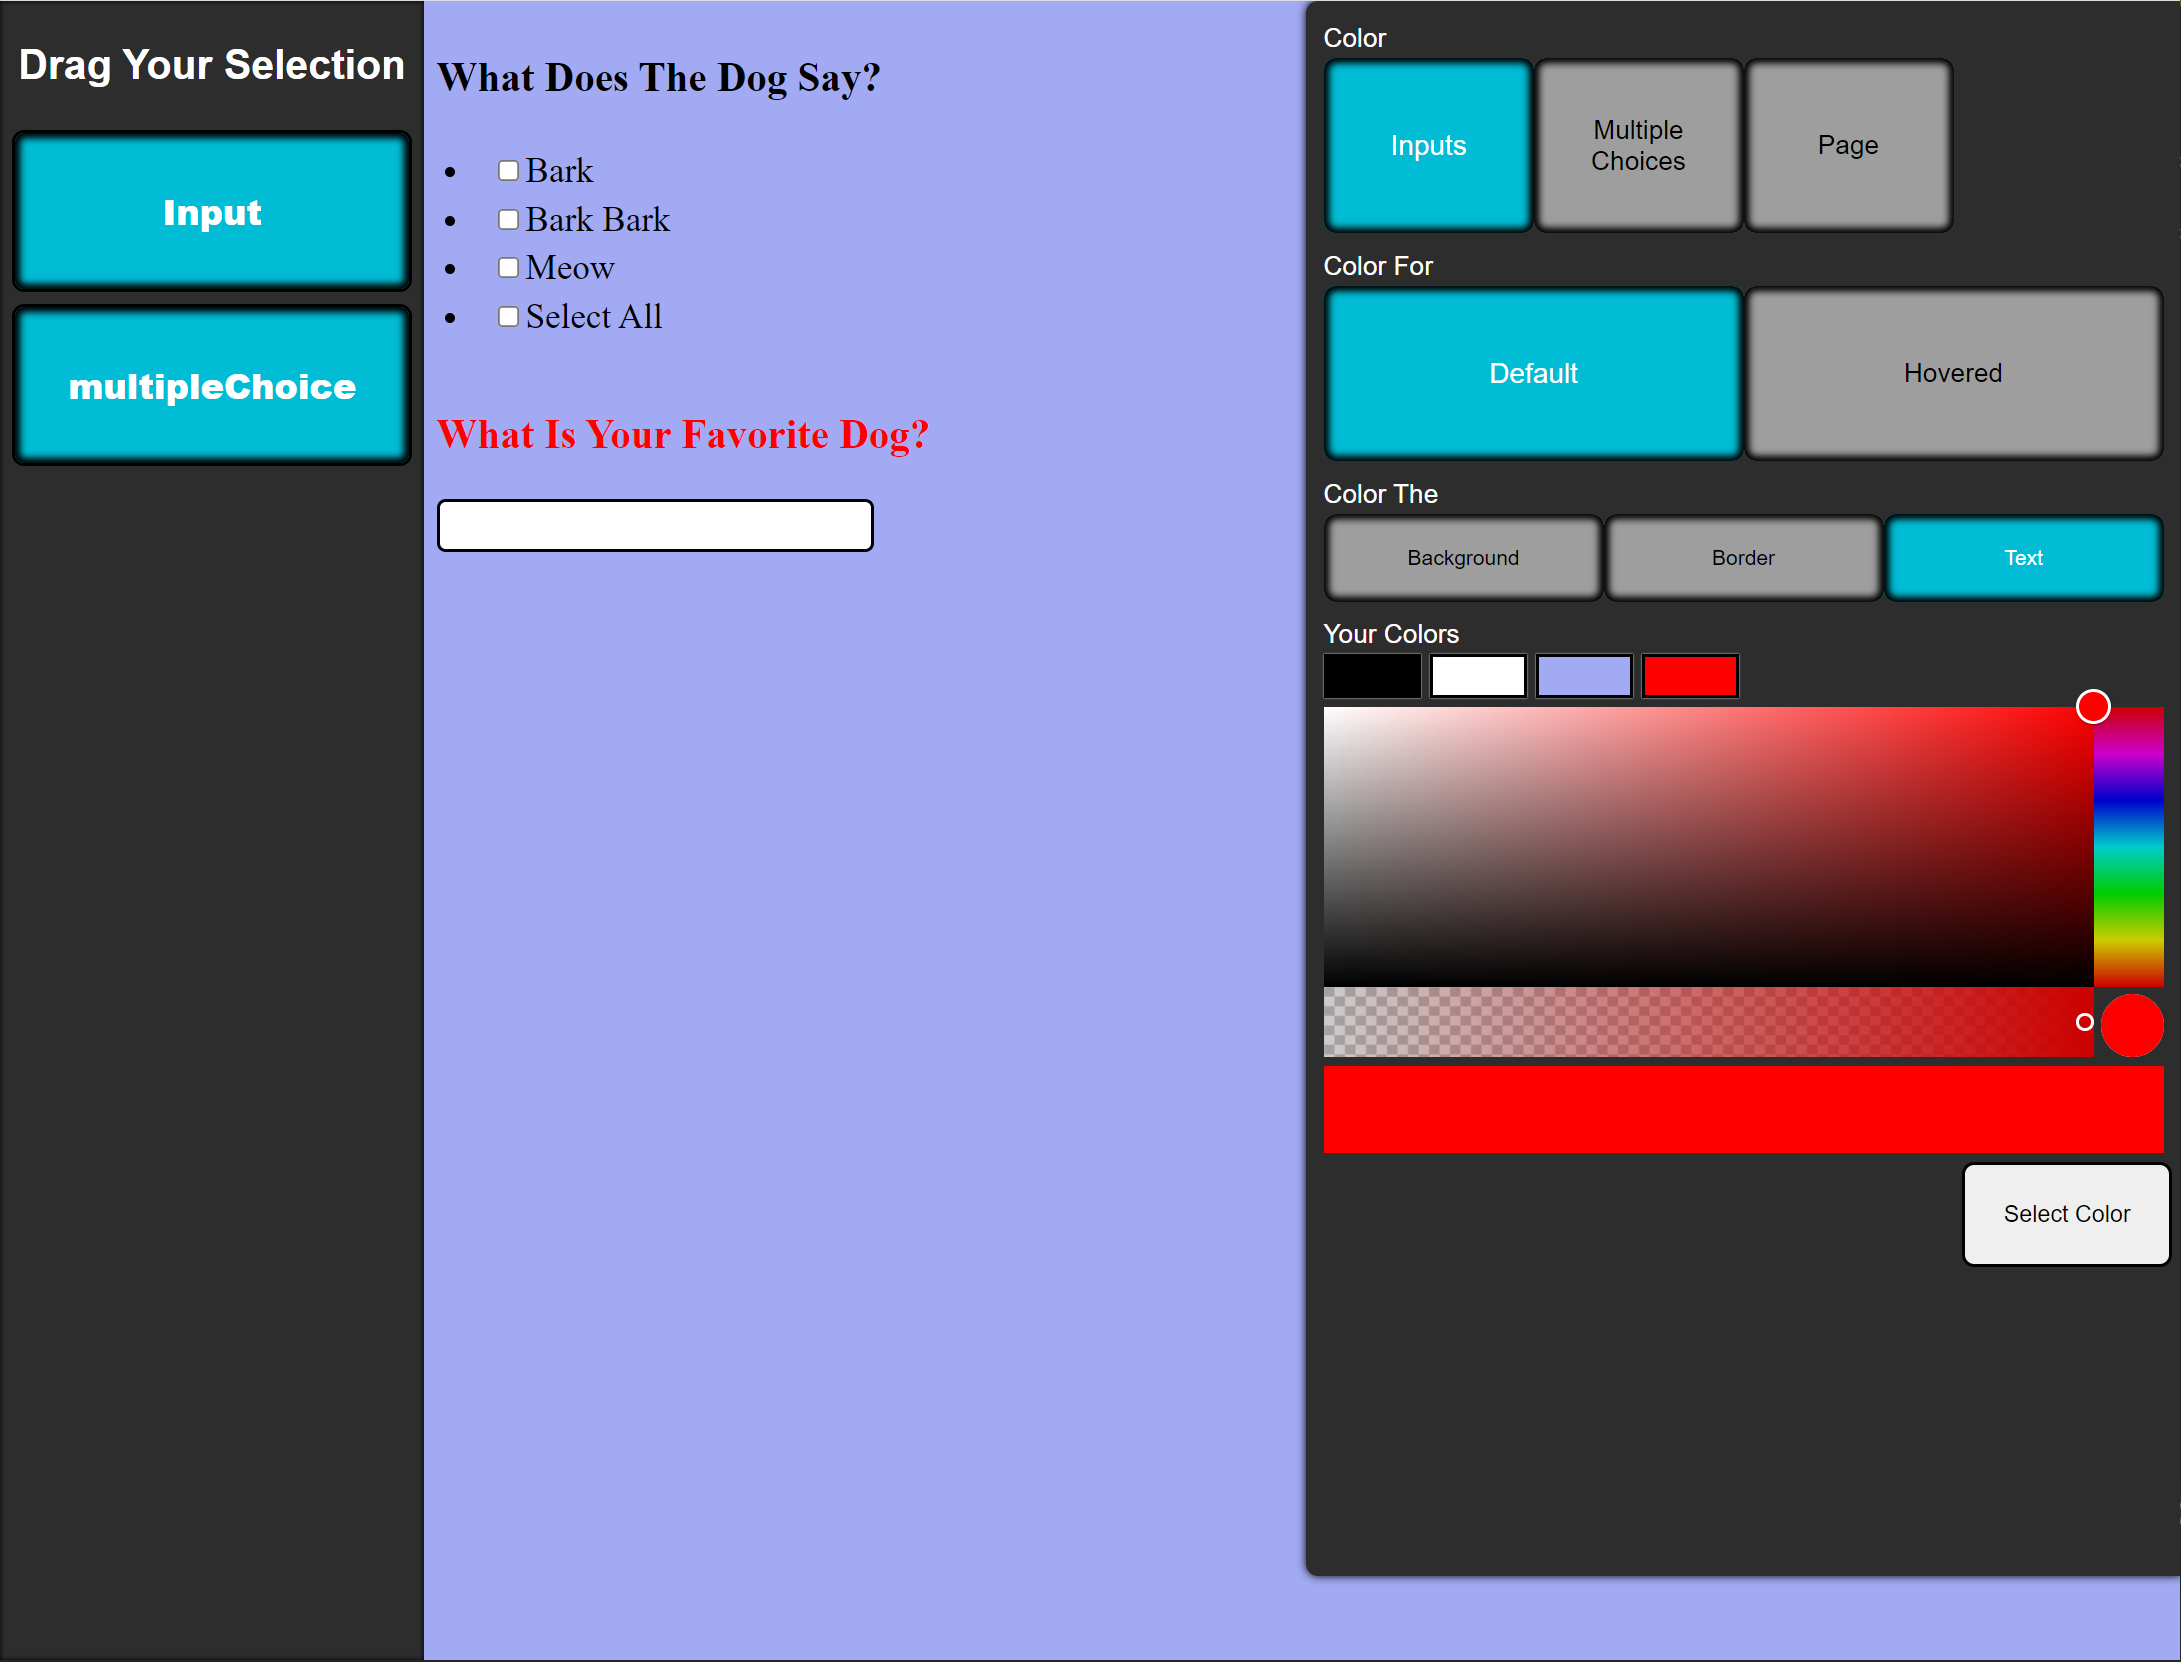 Drag Your Selection
Input
multipleChoice
What Does The Dog Say?
Bark
Bark Bark
Meow
Select All
What Is Your Favorite Dog?
Color
Inputs
Multiple
Choices
Page
Color For
Default
Hovered
Color The
Background
Border
Text
Your Colors
Select Color